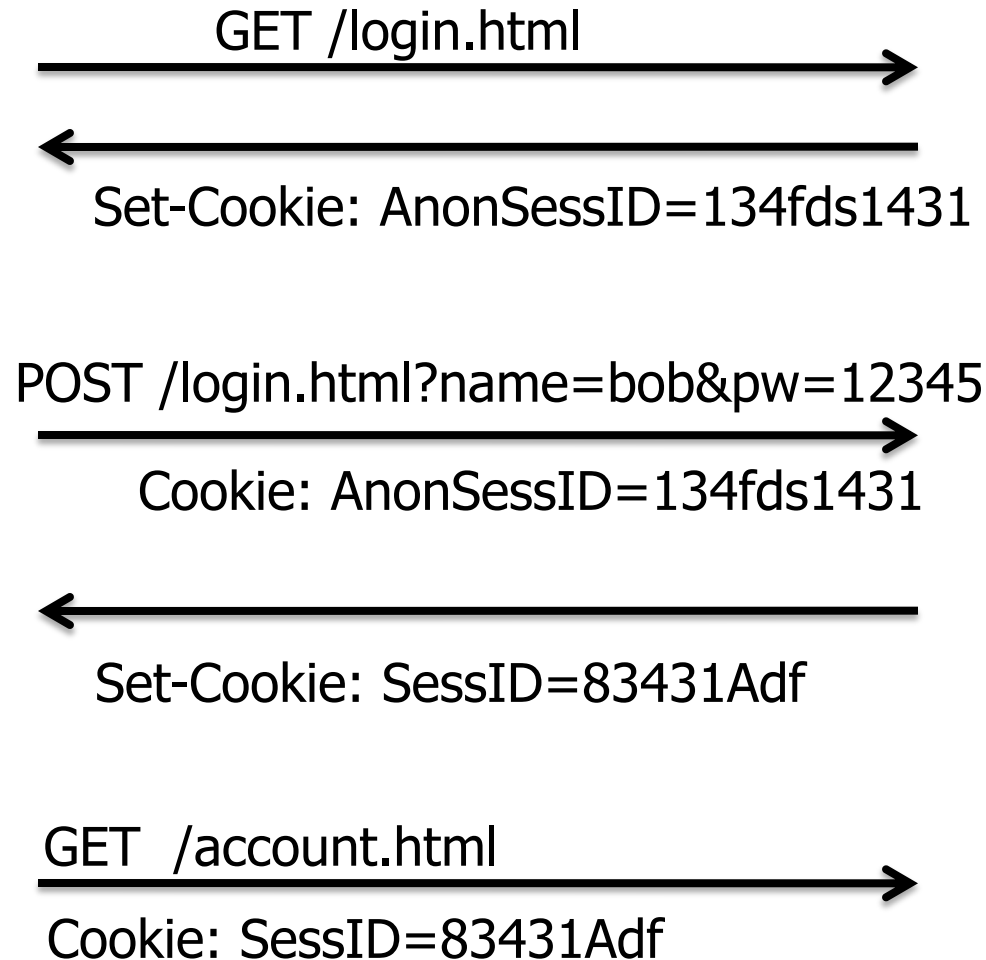 GET /login.html
Set-Cookie: AnonSessID=134fds1431
POST /login.html?name=bob&pw=12345
Cookie: AnonSessID=134fds1431
Set-Cookie: SessID=83431Adf
GET /account.html
Cookie: SessID=83431Adf